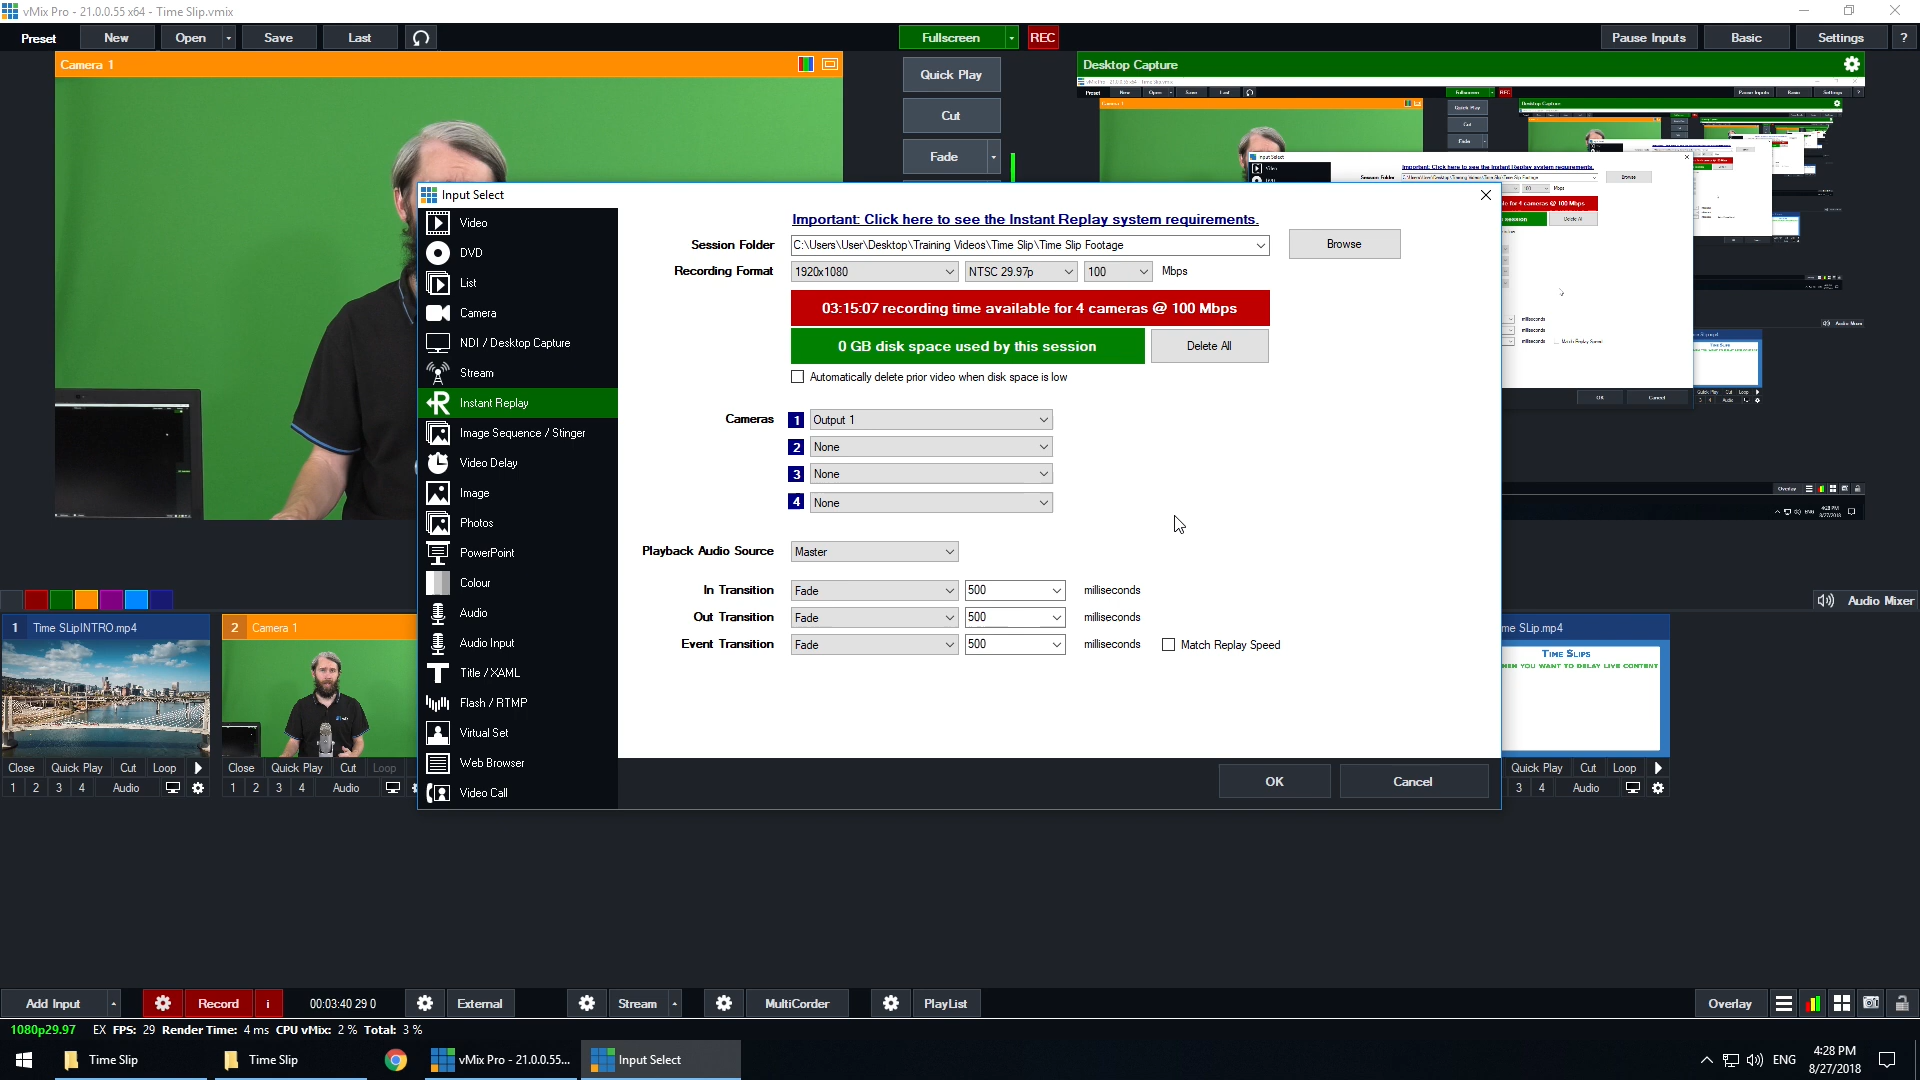 vMix Pro - 21.0.0.55 x64 - Time Slip.vmix
Preset New Open Save Last Fullscreen REC Pause Inputs Basic Settings ?
Camera 1
Quick Play
Cut
Fade
Desktop Capture
Input Select
Video
DVD
List
Camera
NDI / Desktop Capture
Stream
Instant Replay
Image Sequence / Stinger
Video Delay
Image
Photos
PowerPoint
Colour
Audio
Audio Input
Title / XAML
Flash / RTMP
Virtual Set
Web Browser
Video Call
Important: Click here to see the Instant Replay system requirements.
Session Folder C:\Users\User\Desktop\Training Videos\Time Slip\Time Slip Footage Browse
Recording Format 1920x1080 NTSC 29.97p 100 Mbps
03:15:07 recording time available for 4 cameras @ 100 Mbps
0 GB disk space used by this session Delete All
Automatically delete prior video when disk space is low
Cameras 1 Output 1
2 None
3 None
4 None
Playback Audio Source Master
In Transition Fade 500 milliseconds
Out Transition Fade 500 milliseconds
Event Transition Fade 500 milliseconds Match Replay Speed
OK Cancel
Audio Mixer
1 Time SLipINTRO.mp4
Close Quick Play Cut Loop
1 2 3 4 Audio
2 Camera 1
Close Quick Play Cut Loop
1 2 3 4 Audio
me SLip.mp4
TIME SLIPS
HEN YOU WANT TO DELAY LIVE CONTENT
Quick Play Cut Loop
3 4 Audio
Add Input Record i 00:03:40 29 0 External Stream MultiCorder PlayList Overlay
1080p29.97 EX FPS: 29 Render Time: 4 ms CPU vMix: 2 % Total: 3 %
Time Slip Time Slip vMix Pro - 21.0.0.55... Input Select ENG 4:28 PM
8/27/2018